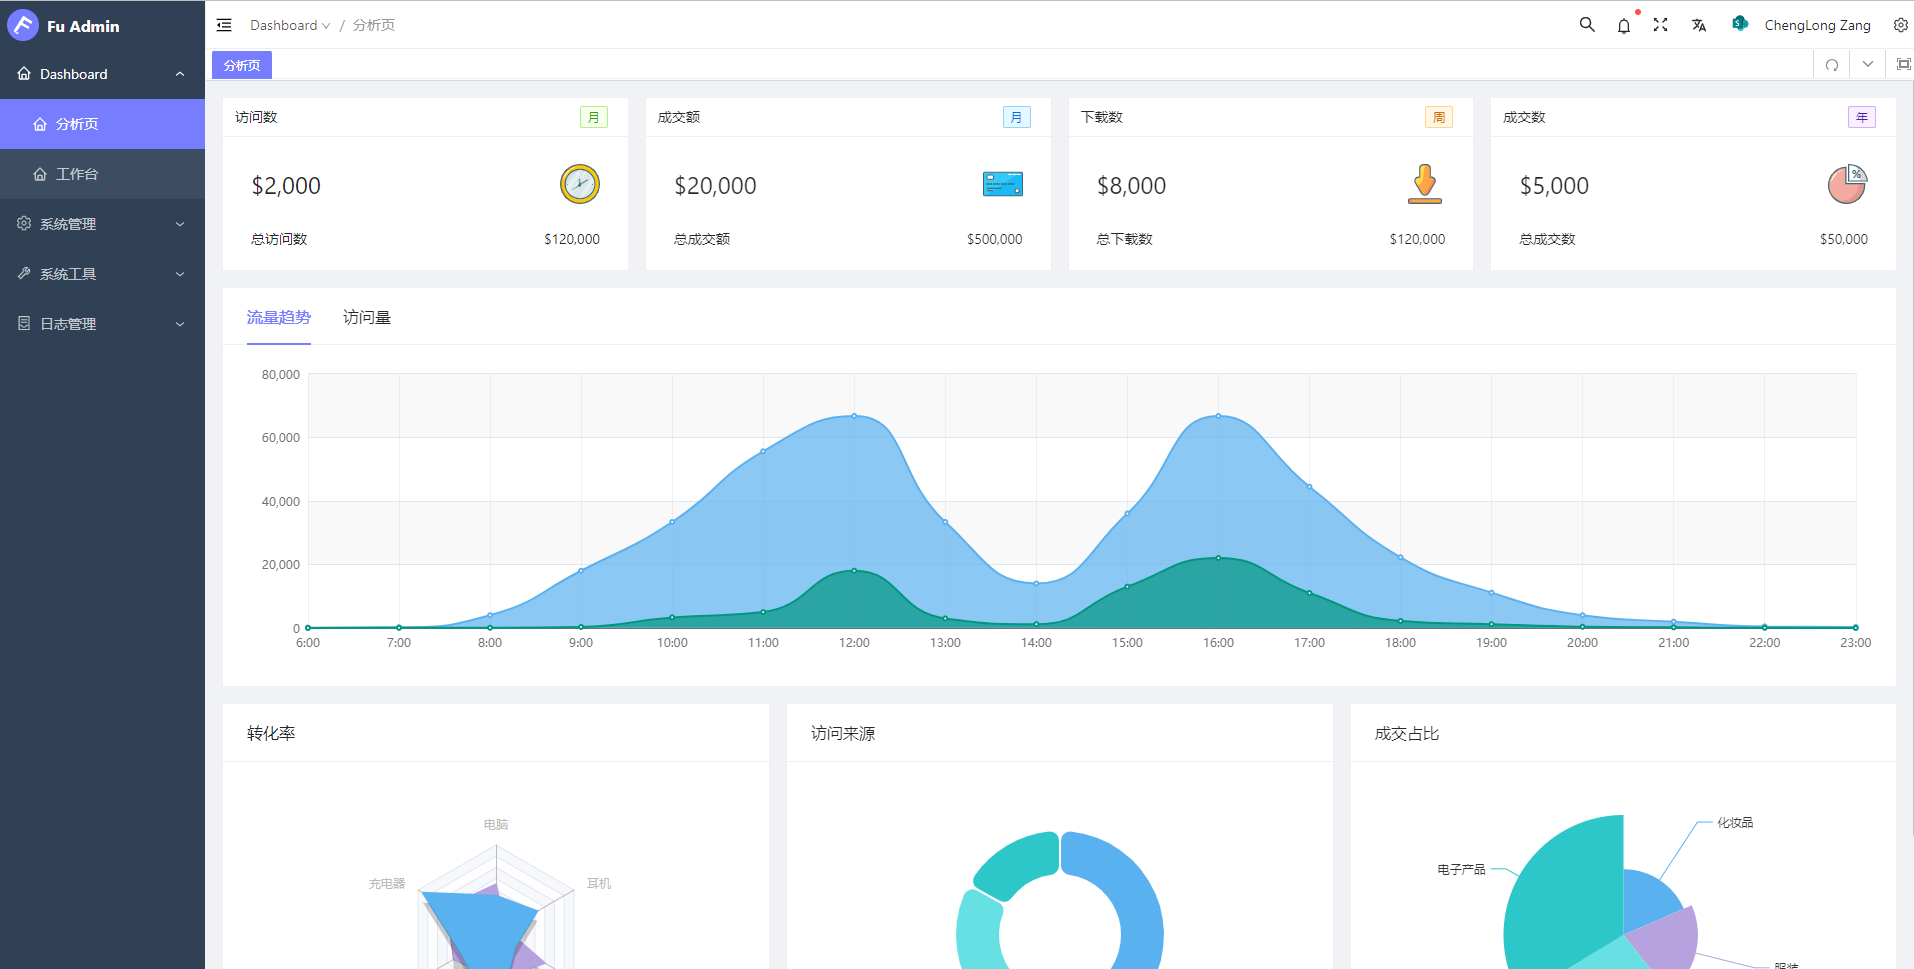 Fu Admin
Dashboard
分析页
工作台
系统管理
系统工具
日志管理
Dashboard / 分析页
ChengLong Zang
分析页
访问数 月
$2,000
总访问数 $120,000
成交额 月
$20,000
总成交额 $500,000
下载数 周
$8,000
总下载数 $120,000
成交数 年
%
$5,000
总成交数 $50,000
流量趋势 访问量
80,000
60,000
40,000
20,000
0
6:00 7:00 8:00 9:00 10:00 11:00 12:00 13:00 14:00 15:00 16:00 17:00 18:00 19:00 20:00 21:00 22:00 23:00
转化率
电脑
充电器
耳机
访问来源
成交占比
化妆品
电子产品
服装